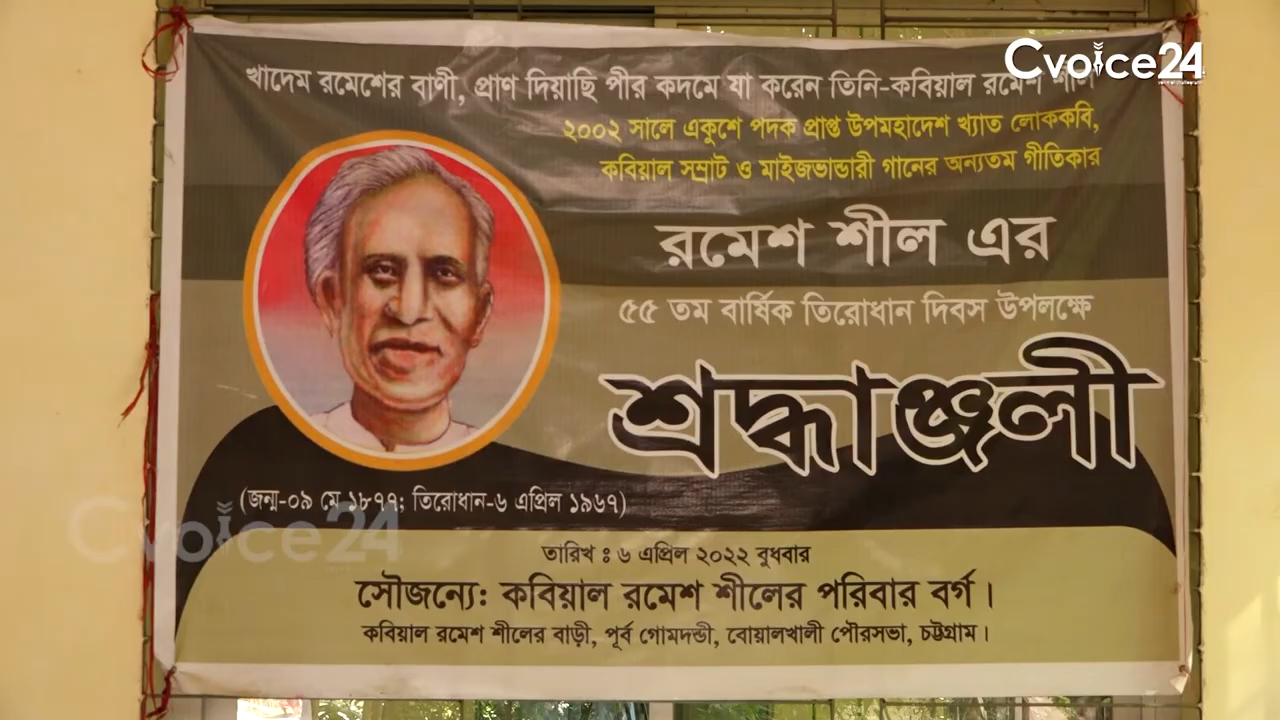 Cvoice24
খাদেম রমেশের বাণী, প্রাণ দিয়াছি পীর কদমে যা করেন তিনি-কবিয়াল রমেশ শীল
২০০২ সালে একুশে পদক প্রাপ্ত উপমহাদেশ খ্যাত লোককবি,
কবিয়াল সম্রাট ও মাইজভান্ডারী গানের অন্যতম গীতিকার
রমেশ শীল এর
৫৫ তম বার্ষিক তিরোধান দিবস উপলক্ষে
শ্রদ্ধাঞ্জলী
(জন্ম-০৯ মে ১৮৭৭; তিরোধান-৬ এপ্রিল ১৯৬৭)
Cvoice24
তারিখ ঃ ৬ এপ্রিল ২০২২ বুধবার
সৌজন্যে: কবিয়াল রমেশ শীলের পরিবার বর্গ।
কবিয়াল রমেশ শীলের বাড়ী, পূর্ব গোমদন্ডী, বোয়ালখালী পৌরসভা, চট্টগ্রাম।